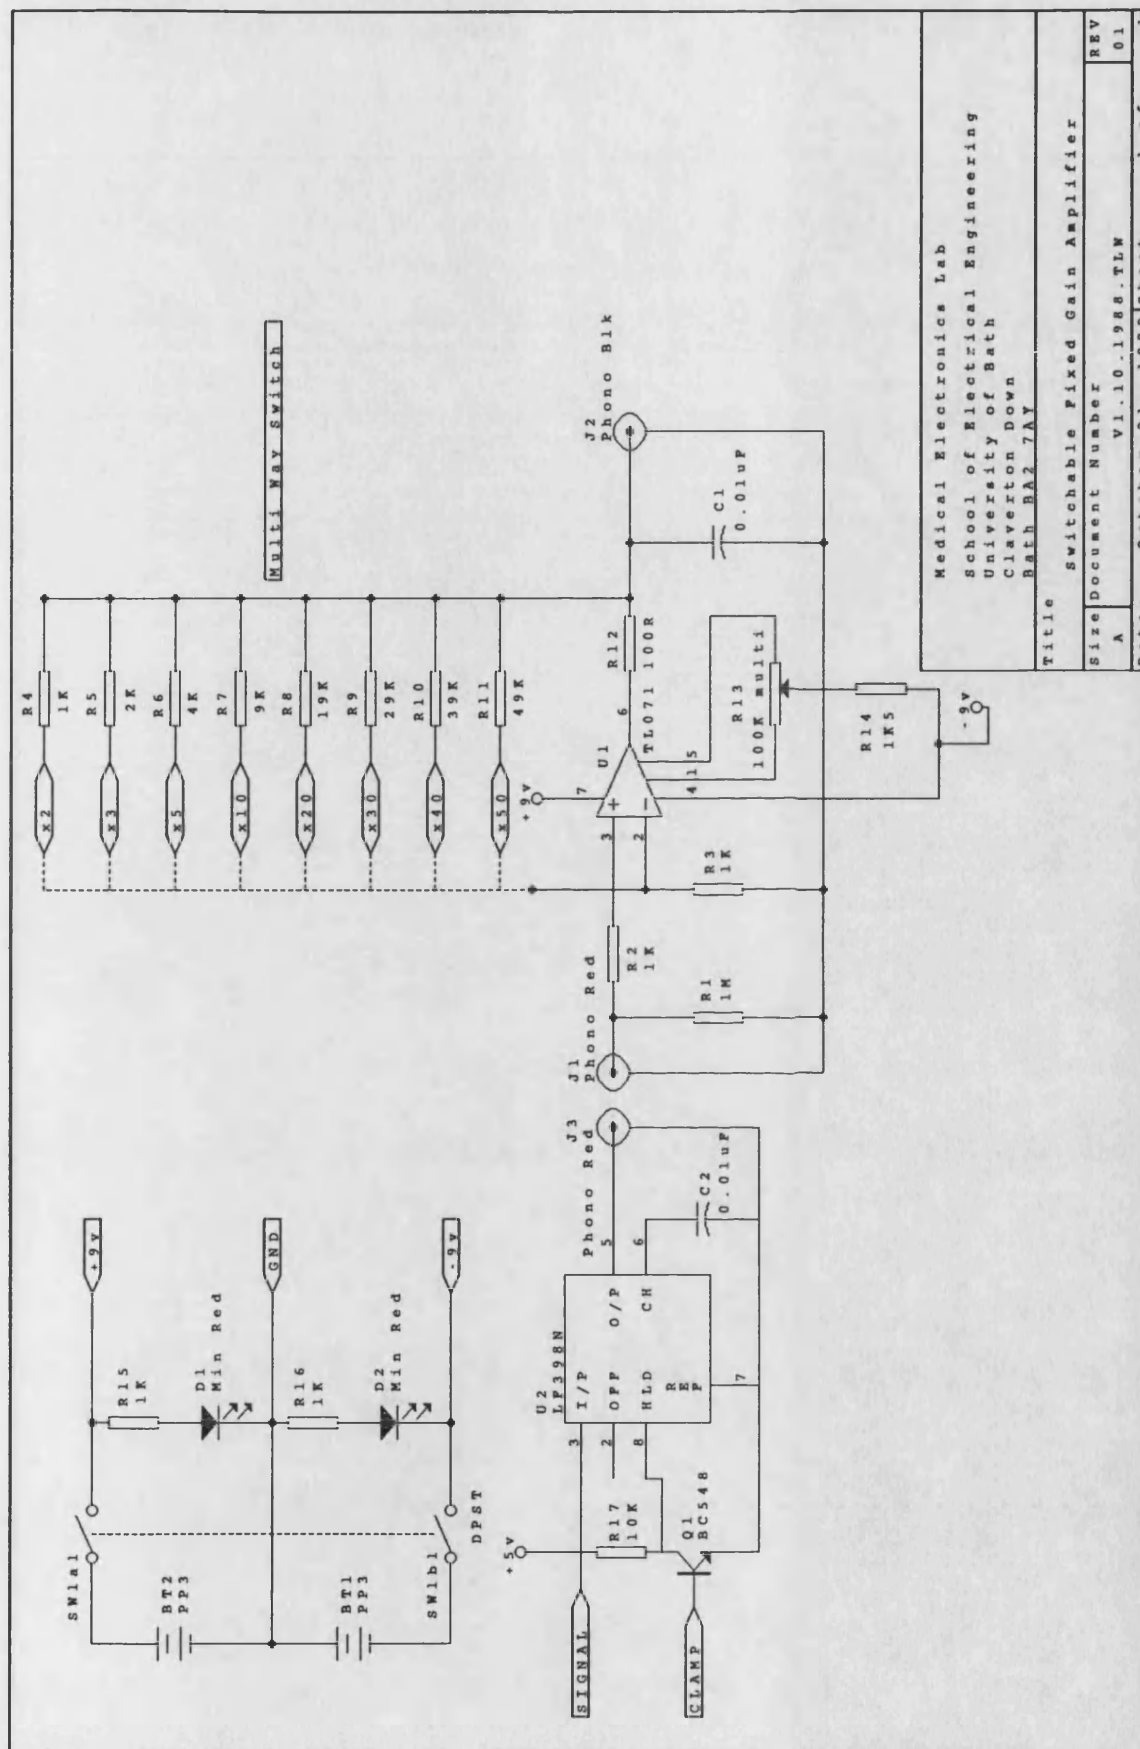 SW1a1
BT2
PP3
BT1
PP3
SW1b1
DPST
R15
1K
D1
Min Red
R16
1K
D2
Min Red
+9v
GND
-9v
R4
1K
R5
2K
R6
4K
R7
9K
R8
19K
R9
29K
R10
39K
R11
49K
x2
x3
x5
x10
x20
x30
x40
x50
Multi Way Switch
SIGNAL
CLAMP
+5v
R17
10K
Q1
BC548
U2
LF398N
I/P
OFF
HLD
O/P
CH
REF
3
2
8
5
6
7
C2
0.01uF
J3
Phono Red
J1
Phono Red
R1
1M
R2
1K
R3
1K
+9v
U1
TL071
3
2
7
6
4
1
5
R12
100R
R13
100K multi
R14
1K5
-9v
C1
0.01uF
J2
Phono Blk
Medical Electronics Lab
School of Electrical Engineering
University of Bath
Claverton Down
Bath BA2 7AY
Title
Switchable Fixed Gain Amplifier
Size
A
Document Number
V1.10.1988.TLW
REV
01